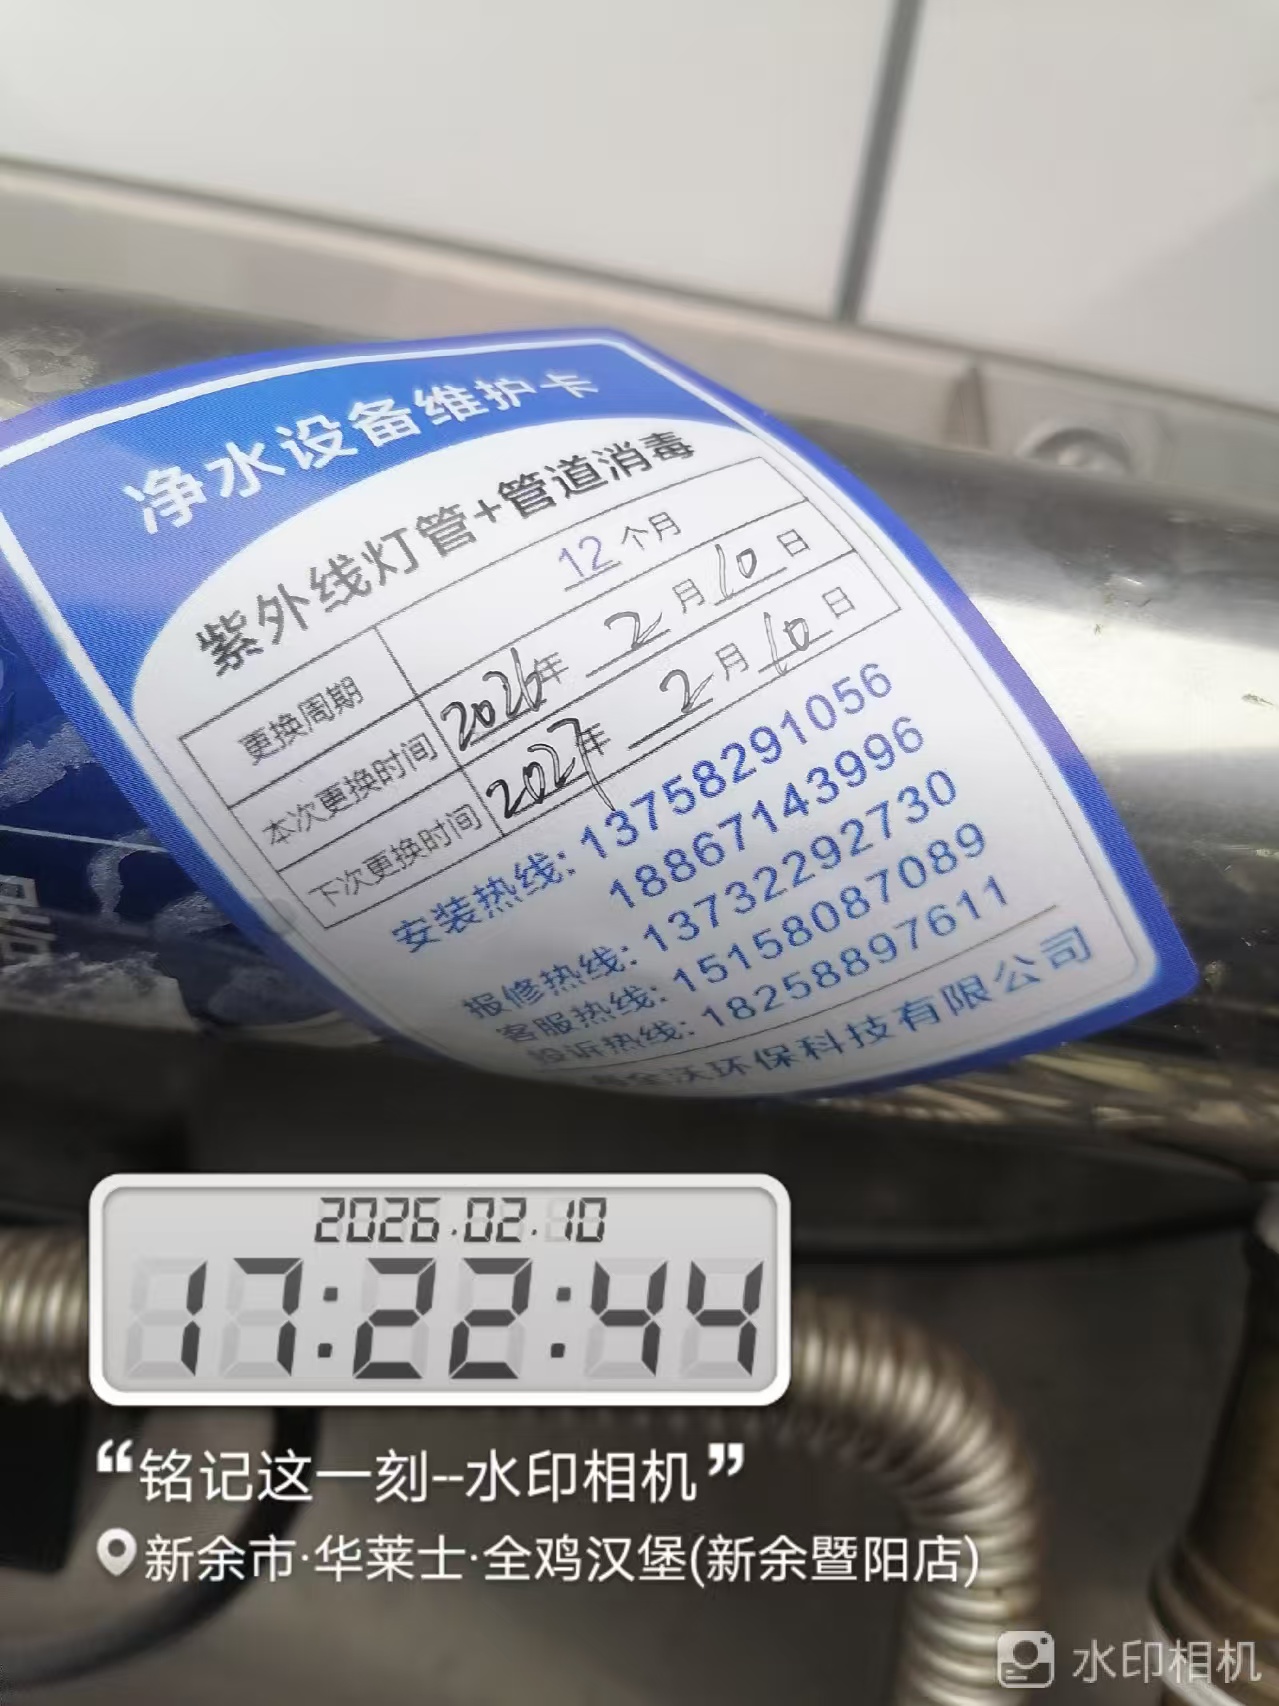 净水设备维护卡
紫外线灯管+管道消毒
更换周期 12个月
本次更换时间 2026年2月10日
下次更换时间 2027年2月10日
安装热线: 13758291056
18867143996
报修热线: 13732292730
客服热线: 15158087089
投诉热线: 18258897611
全沃环保科技有限公司
2026.02.10
17:22:44
“铭记这一刻--水印相机”
新余市·华莱士·全鸡汉堡(新余暨阳店)
水印相机